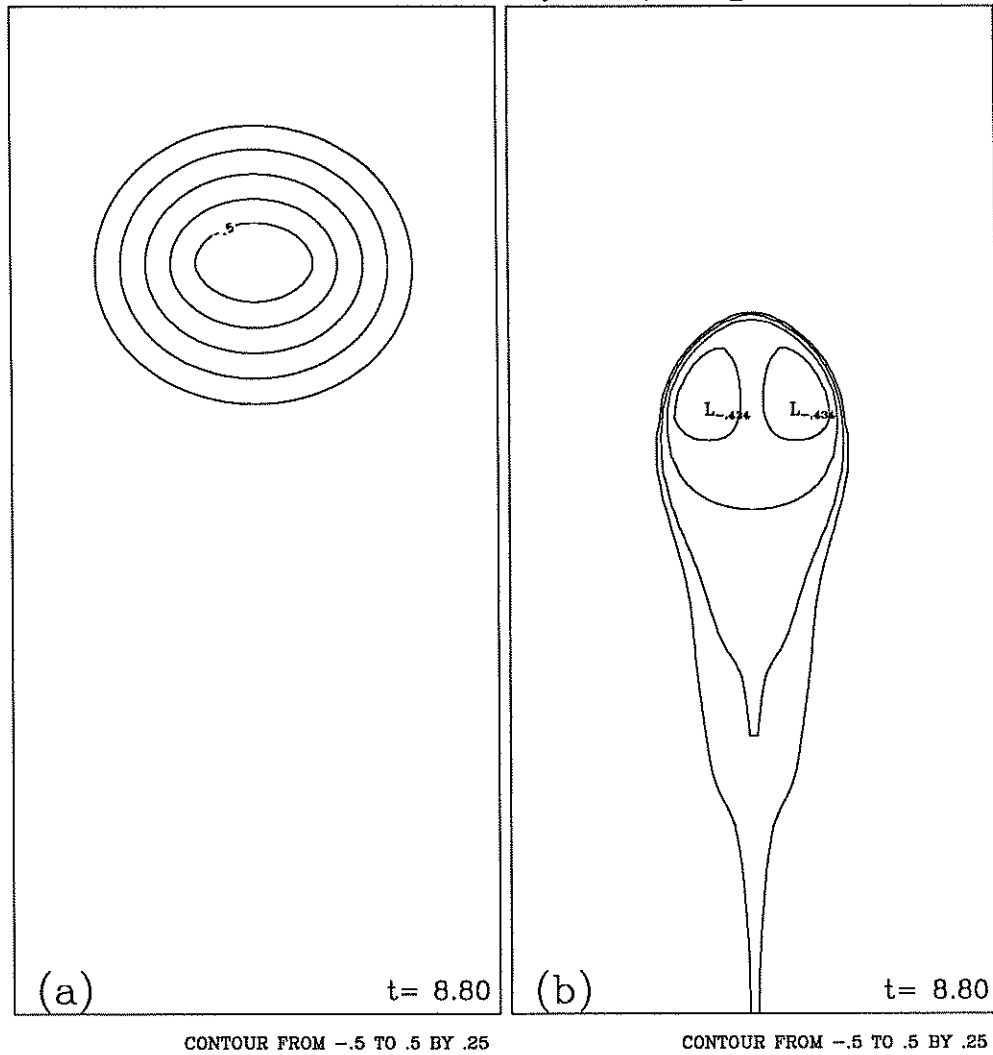 -.5
(a)
t= 8.80
CONTOUR FROM -.5 TO .5 BY .25
L-.434
L-.434
(b)
t= 8.80
CONTOUR FROM -.5 TO .5 BY .25